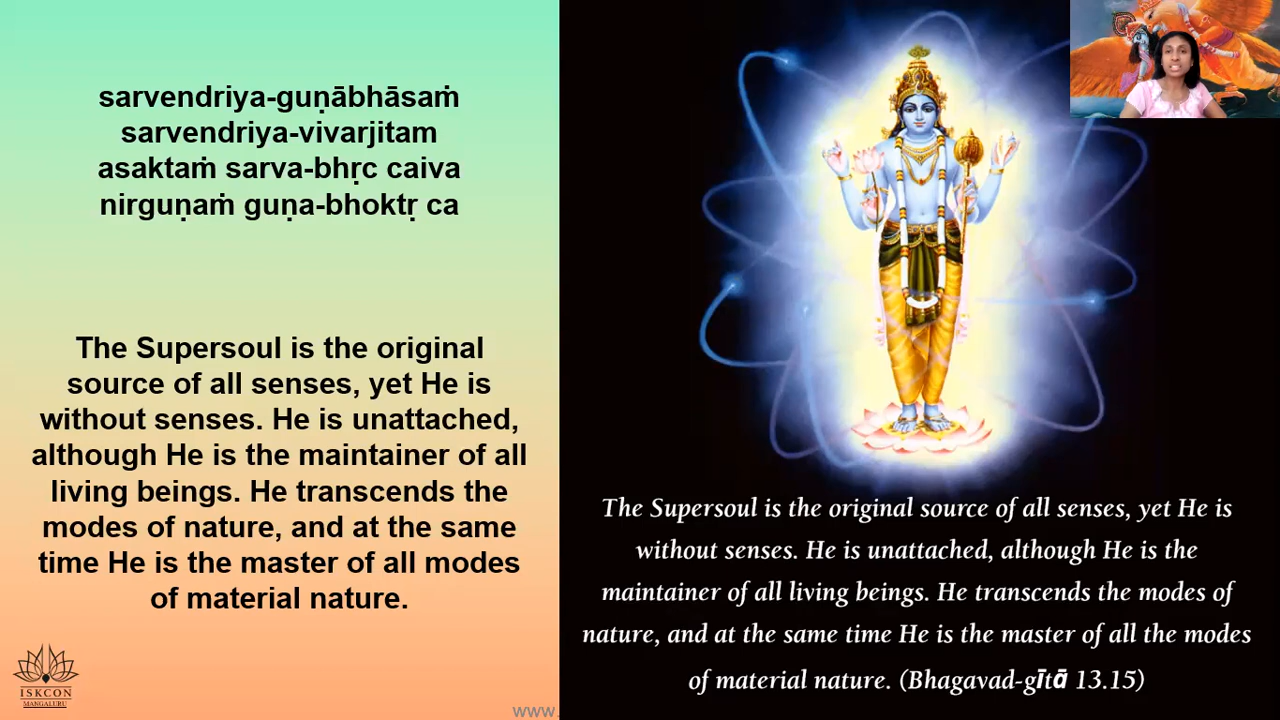 sarvendriya-guṇābhāsaṁ
sarvendriya-vivarjitam
asaktaṁ sarva-bhṛc caiva
nirguṇaṁ guṇa-bhoktṛ ca
The Supersoul is the original
source of all senses, yet He is
without senses. He is unattached,
although He is the maintainer of all
living beings. He transcends the
modes of nature, and at the same
time He is the master of all modes
of material nature.
ISKCON
MANGALURU
www.
The Supersoul is the original source of all senses, yet He is
without senses. He is unattached, although He is the
maintainer of all living beings. He transcends the modes of
nature, and at the same time He is the master of all the modes
of material nature. (Bhagavad-gītā 13.15)